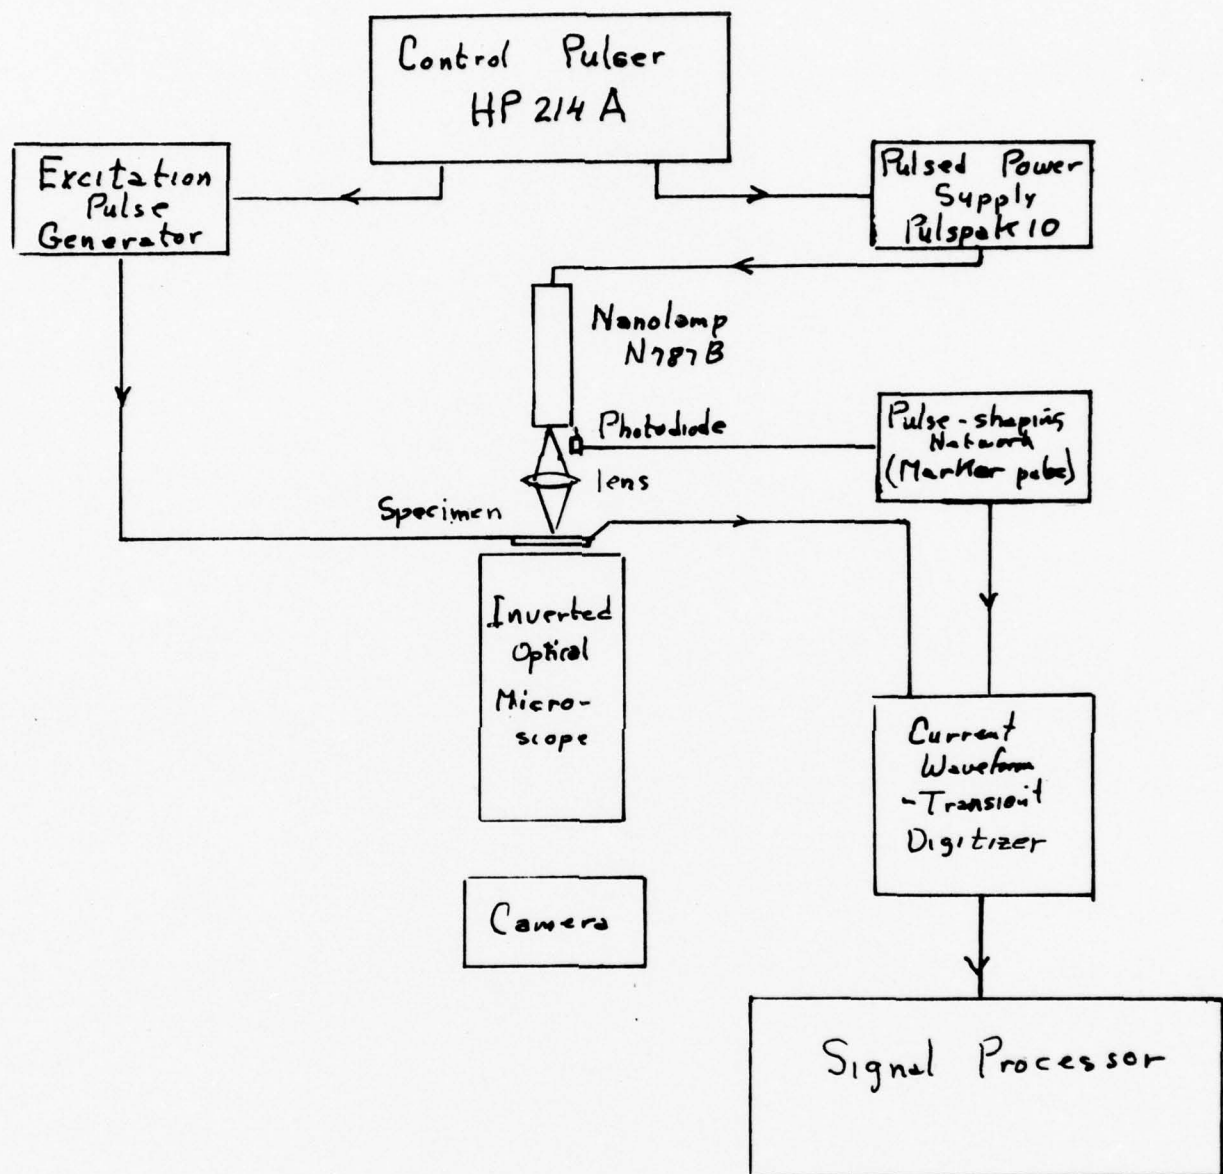 Control Pulser
HP 214 A
Excitation
Pulse
Generator
Pulsed Power
Supply
Pulspak 10
Nanolamp
N787B
Photodiode
Pulse-shaping
Network
(Marker pulse)
lens
Specimen
Inverted
Optical
Micro-
scope
Current
Waveform
-Transient
Digitizer
Camera
Signal Processor